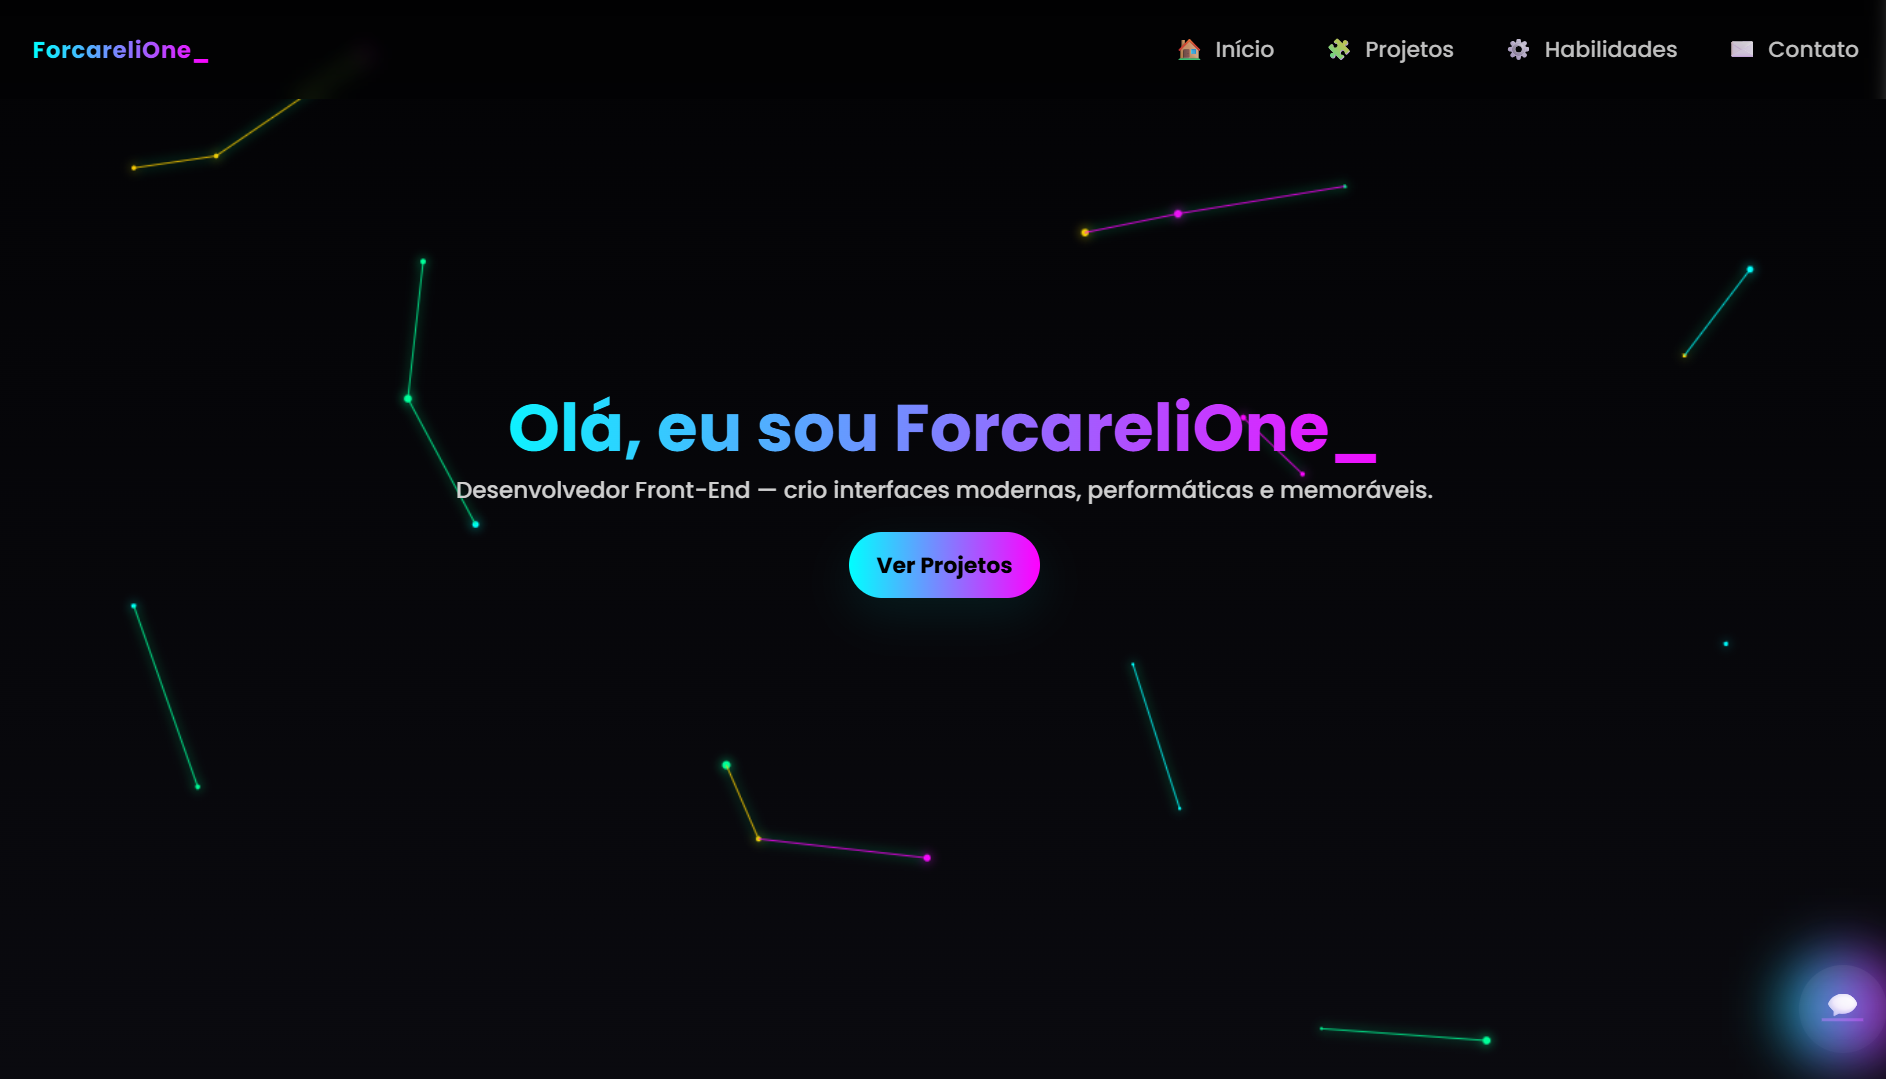 ForcareliOne_
🏠 Início 🧩 Projetos ⚙️ Habilidades ✉️ Contato
Olá, eu sou ForcareliOne_
Desenvolvedor Front-End — crio interfaces modernas, performáticas e memoráveis.
Ver Projetos